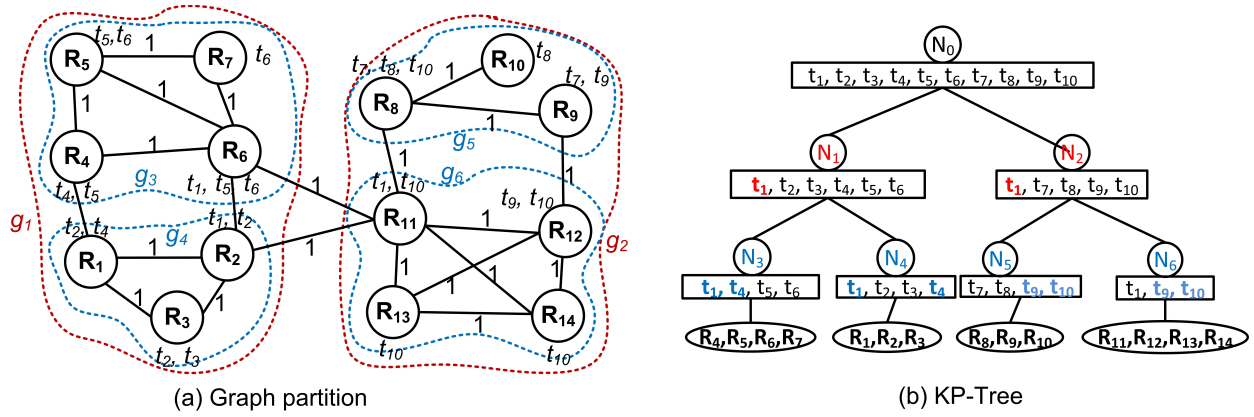 t5,t6
R5
1
R7
t6
1
1
1
R4
1
R6
t4, t5
g3
t1, t5, t6
g1
t2, t4
g4
t1, t2
1
R1
1
R2
1
1
R3
t2, t3
t7, t8, t10
1
R10
t8
t7, t9
R8
1
R9
g5
1
g6
1
t1, t10
t9, t10
R11
1
R12
g2
1
1
1
1
R13
1
R14
t10
t10
(a) Graph partition
N0
t1, t2, t3, t4, t5, t6, t7, t8, t9, t10
N1
N2
t1, t2, t3, t4, t5, t6
t1, t7, t8, t9, t10
N3
N4
N5
N6
t1, t4, t5, t6
t1, t2, t3, t4
t7, t8, t9, t10
t1, t9, t10
R4,R5,R6,R7
R1,R2,R3
R8,R9,R10
R11,R12,R13,R14
(b) KP-Tree